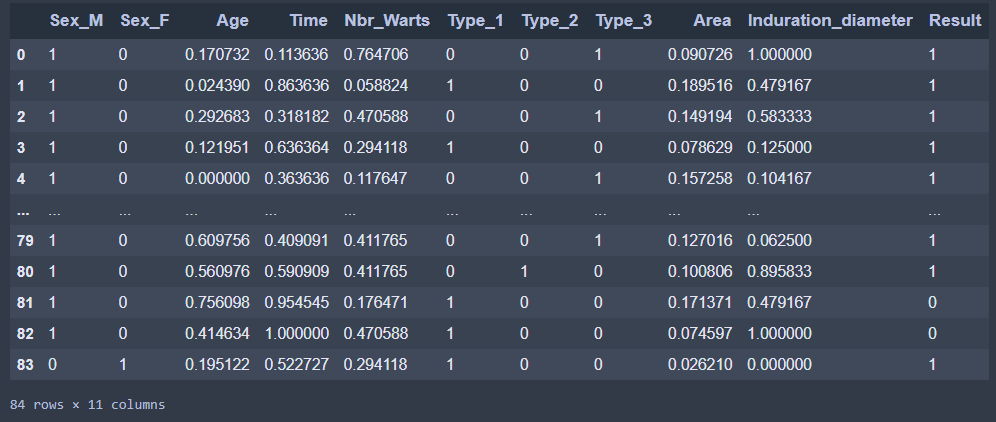 Sex_M Sex_F Age Time Nbr_Warts Type_1 Type_2 Type_3 Area Induration_diameter Result
0 1 0 0.170732 0.113636 0.764706 0 0 1 0.090726 1.000000 1
1 1 0 0.024390 0.863636 0.058824 1 0 0 0.189516 0.479167 1
2 1 0 0.292683 0.318182 0.470588 0 0 1 0.149194 0.583333 1
3 1 0 0.121951 0.636364 0.294118 1 0 0 0.078629 0.125000 1
4 1 0 0.000000 0.363636 0.117647 0 0 1 0.157258 0.104167 1
... ... ... ... ... ... ... ... ... ... ... ...
79 1 0 0.609756 0.409091 0.411765 0 0 1 0.127016 0.062500 1
80 1 0 0.560976 0.590909 0.411765 0 1 0 0.100806 0.895833 1
81 1 0 0.756098 0.954545 0.176471 1 0 0 0.171371 0.479167 0
82 1 0 0.414634 1.000000 0.470588 1 0 0 0.074597 1.000000 0
83 0 1 0.195122 0.522727 0.294118 1 0 0 0.026210 0.000000 1
84 rows × 11 columns